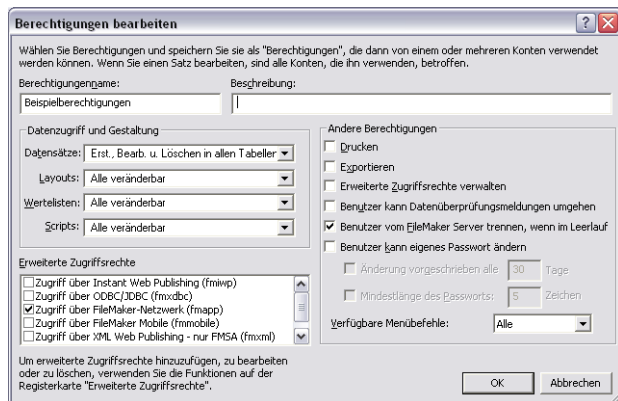 Berechtigungen bearbeiten
Wählen Sie Berechtigungen und speichern Sie sie als "Berechtigungen", die dann von einem oder mehreren Konten verwendet
werden können. Wenn Sie einen Satz bearbeiten, sind alle Konten, die ihn verwenden, betroffen.
Berechtigungenname:
Beschreibung:
Beispielberechtigungen
Datenzugriff und Gestaltung
Datensätze: Erst., Bearb. u. Löschen in allen Tabeller
Layouts: Alle veränderbar
Wertelisten: Alle veränderbar
Scripts: Alle veränderbar
Erweiterte Zugriffsrechte
Zugriff über Instant Web Publishing (fmiwp)
Zugriff über ODBC/JDBC (fmxdbc)
Zugriff über FileMaker-Netzwerk (fmapp)
Zugriff über FileMaker Mobile (fmmobile)
Zugriff über XML Web Publishing - nur FMSA (fmxml)
Um erweiterte Zugriffsrechte hinzuzufügen, zu bearbeiten
oder zu löschen, verwenden Sie die Funktionen auf der
Registerkarte "Erweiterte Zugriffsrechte".
Andere Berechtigungen
Drucken
Exportieren
Erweiterte Zugriffsrechte verwalten
Benutzer kann Datenüberprüfungsmeldungen umgehen
Benutzer vom FileMaker Server trennen, wenn im Leerlauf
Benutzer kann eigenes Passwort ändern
Änderung vorgeschrieben alle 30 Tage
Mindestlänge des Passworts: 5 Zeichen
Verfügbare Menübefehle: Alle
OK
Abbrechen